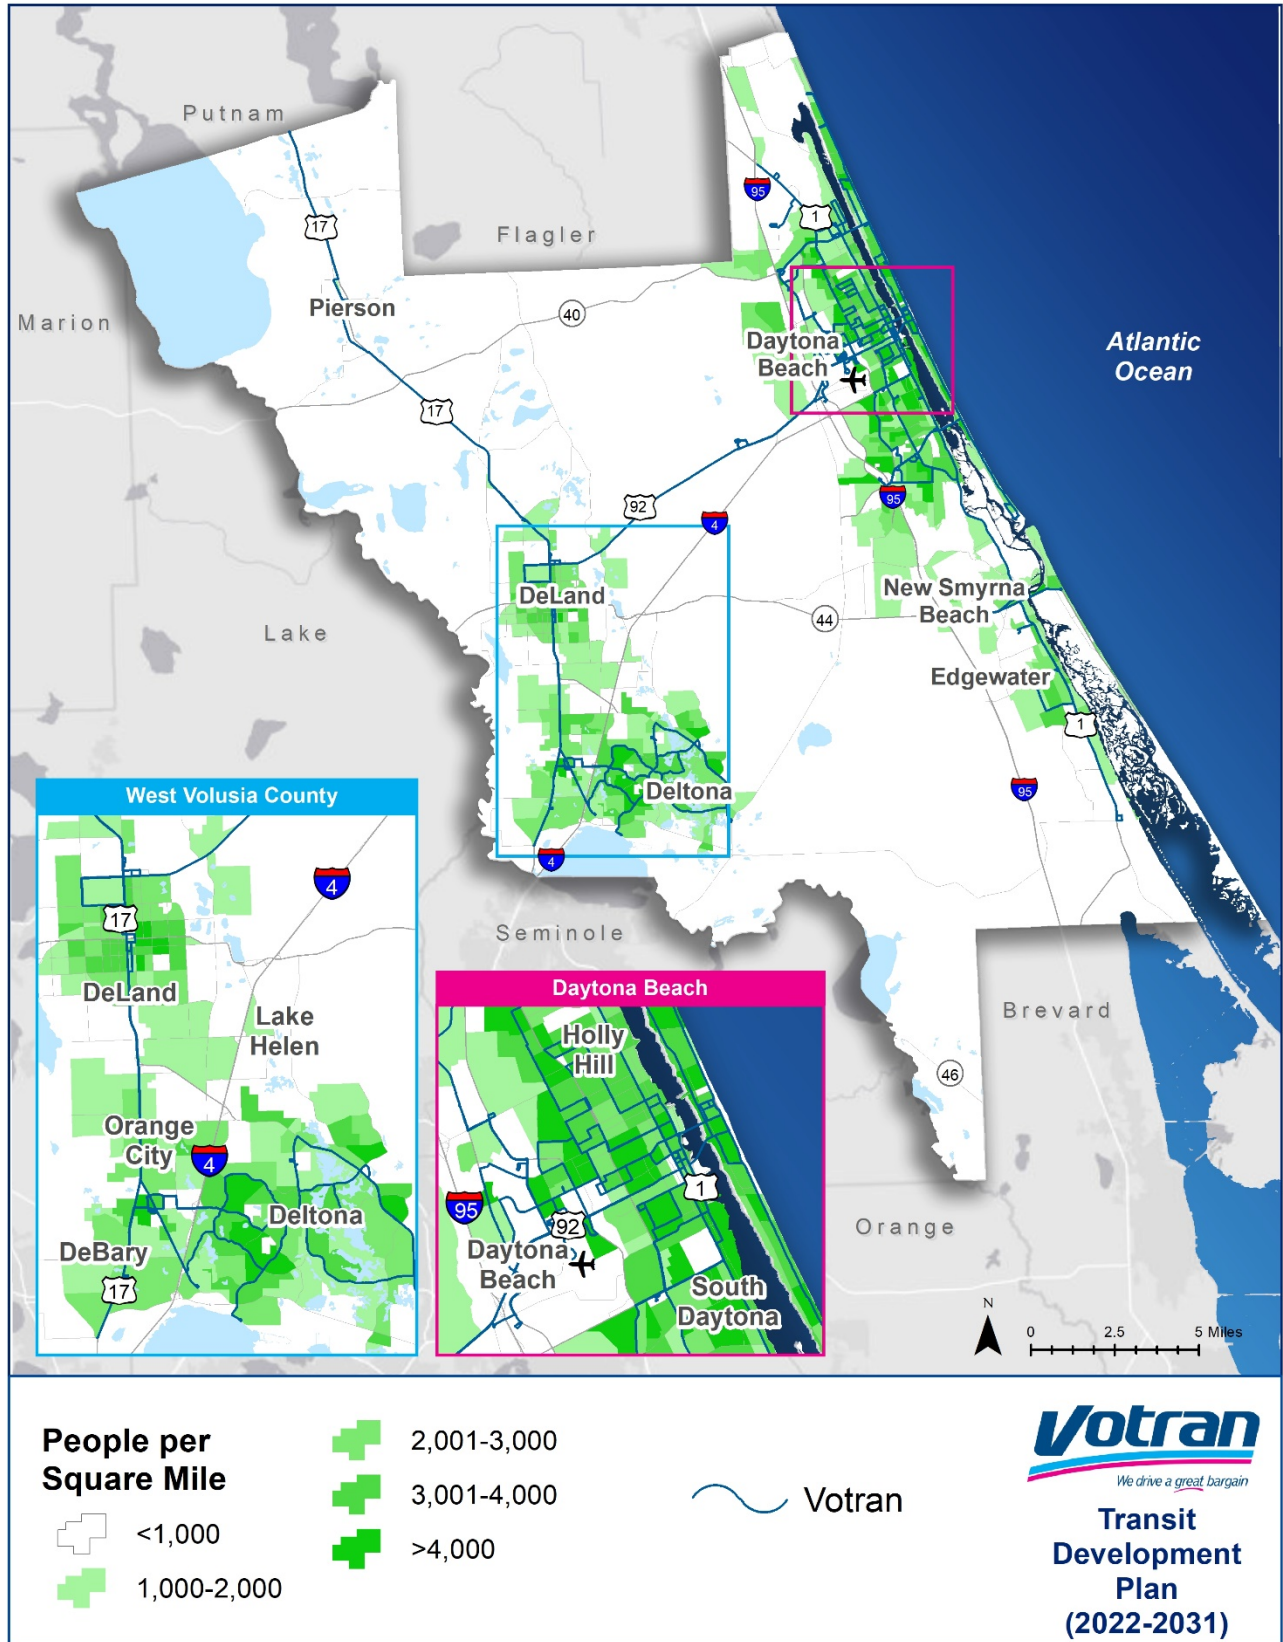 Putnam
95
1
17
Flagler
Pierson
Marion
40
Daytona
Beach
Atlantic
Ocean
17
92
4
95
DeLand
New Smyrna
Beach
44
Lake
Edgewater
1
Deltona
95
4
West Volusia County
4
17
DeLand
Lake
Helen
Orange
City
4
Deltona
DeBary
17
Seminole
Daytona Beach
Holly
Hill
1
95
92
Daytona
Beach
South
Daytona
Brevard
46
Orange
N
0 2.5 5 Miles
People per
Square Mile
<1,000
1,000-2,000
2,001-3,000
3,001-4,000
>4,000
Votran
Votran
We drive a great bargain
Transit
Development
Plan
(2022-2031)